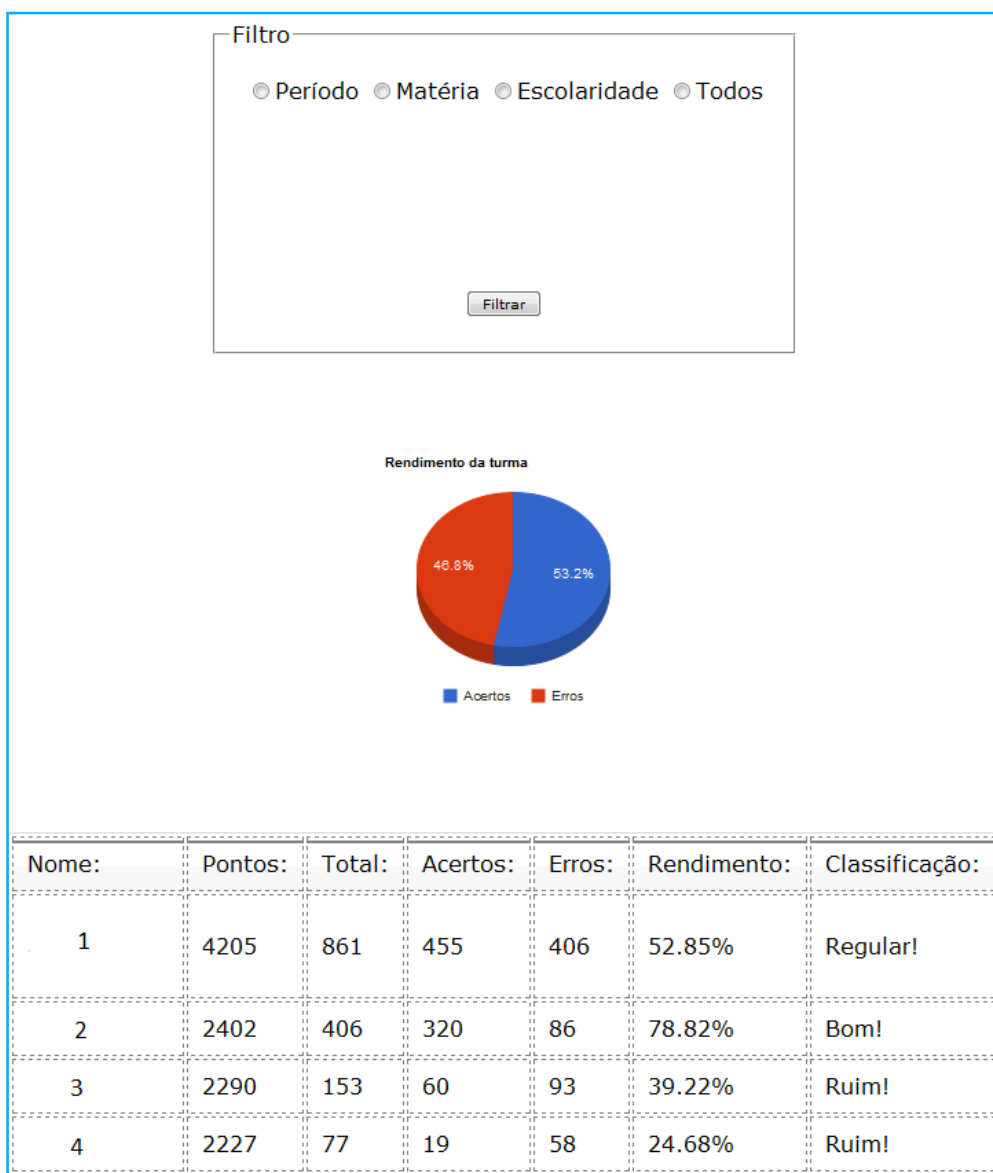 Filtro
Período Matéria Escolaridade Todos
Filtrar
Rendimento da turma
46.8% 53.2%
Acertos Erros
Nome: Pontos: Total: Acertos: Erros: Rendimento: Classificação:
1 4205 861 455 406 52.85% Regular!
2 2402 406 320 86 78.82% Bom!
3 2290 153 60 93 39.22% Ruim!
4 2227 77 19 58 24.68% Ruim!